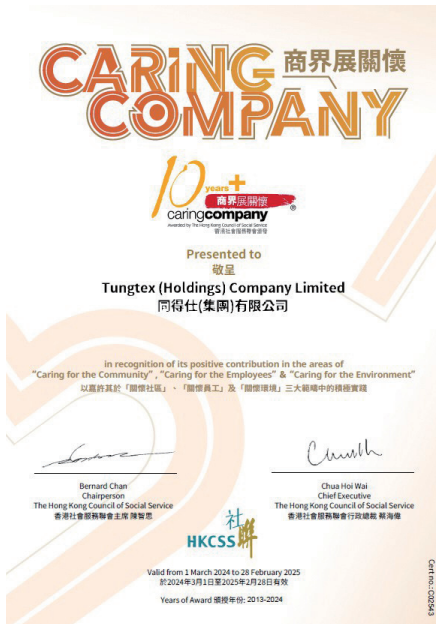 CARING 商界展關懷
COMPANY
10 years+
商界展關懷
caringcompany ®
Awarded by The Hong Kong Council of Social Service
香港社會服務聯會頒發
Presented to
敬呈
Tungtex (Holdings) Company Limited
同得仕(集團)有限公司
in recognition of its positive contribution in the areas of
"Caring for the Community", "Caring for the Employees" & "Caring for the Environment"
以嘉許其於「關懷社區」、「關懷員工」及「關懷環境」三大範疇中的積極實踐
Bernard Chan
Chairperson
The Hong Kong Council of Social Service
香港社會服務聯會主席 陳智思
Chua Hoi Wai
Chief Executive
The Hong Kong Council of Social Service
香港社會服務聯會行政總裁 蔡海偉
HKCSS 社聯
Valid from 1 March 2024 to 28 February 2025
於2024年3月1日至2025年2月28日有效
Years of Award 頒授年份: 2013-2024
Cert no.: C02543